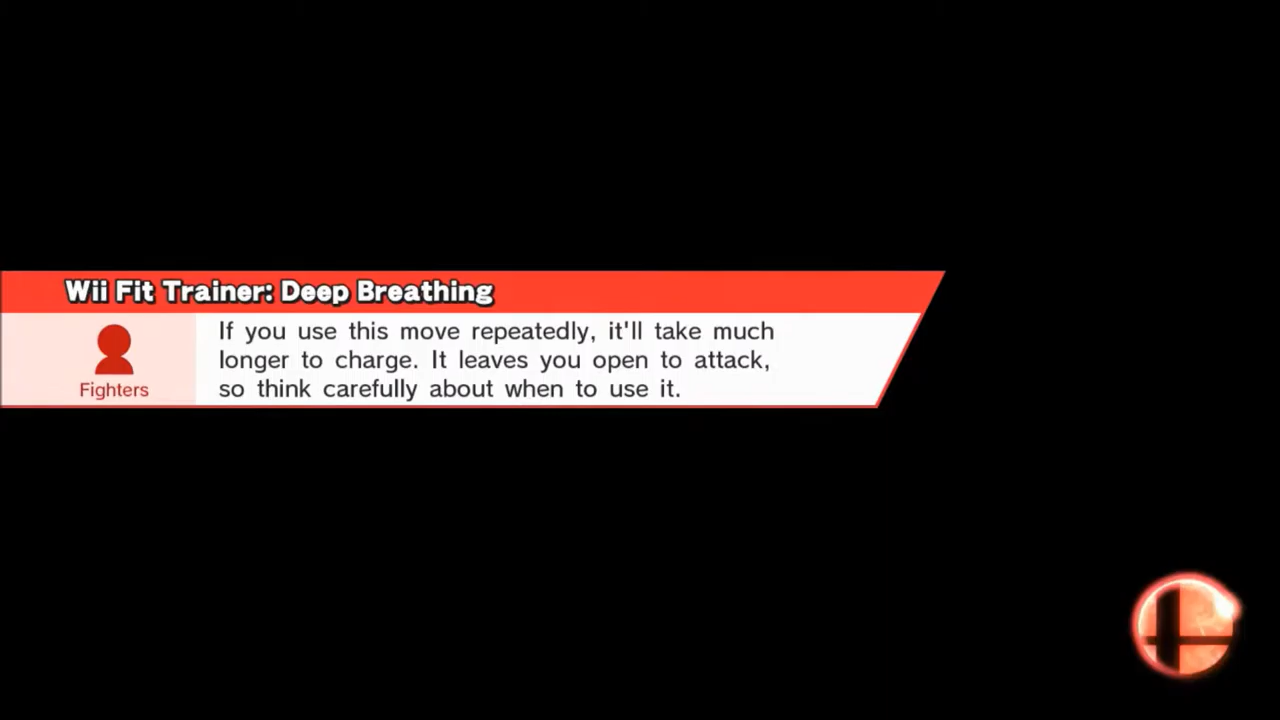 Wii Fit Trainer: Deep Breathing
If you use this move repeatedly, it'll take much
longer to charge. It leaves you open to attack,
so think carefully about when to use it.
Fighters